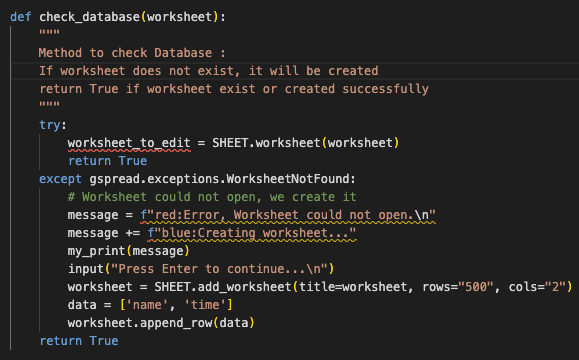 def check_database(worksheet):
    """
    Method to check Database :
    If worksheet does not exist, it will be created
    return True if worksheet exist or created successfully
    """
    try:
        worksheet_to_edit = SHEET.worksheet(worksheet)
        return True
    except gspread.exceptions.WorksheetNotFound:
        # Worksheet could not open, we create it
        message = f"red:Error, Worksheet could not open.\n"
        message += f"blue:Creating worksheet..."
        my_print(message)
        input("Press Enter to continue...\n")
        worksheet = SHEET.add_worksheet(title=worksheet, rows="500", cols="2")
        data = ['name', 'time']
        worksheet.append_row(data)
    return True